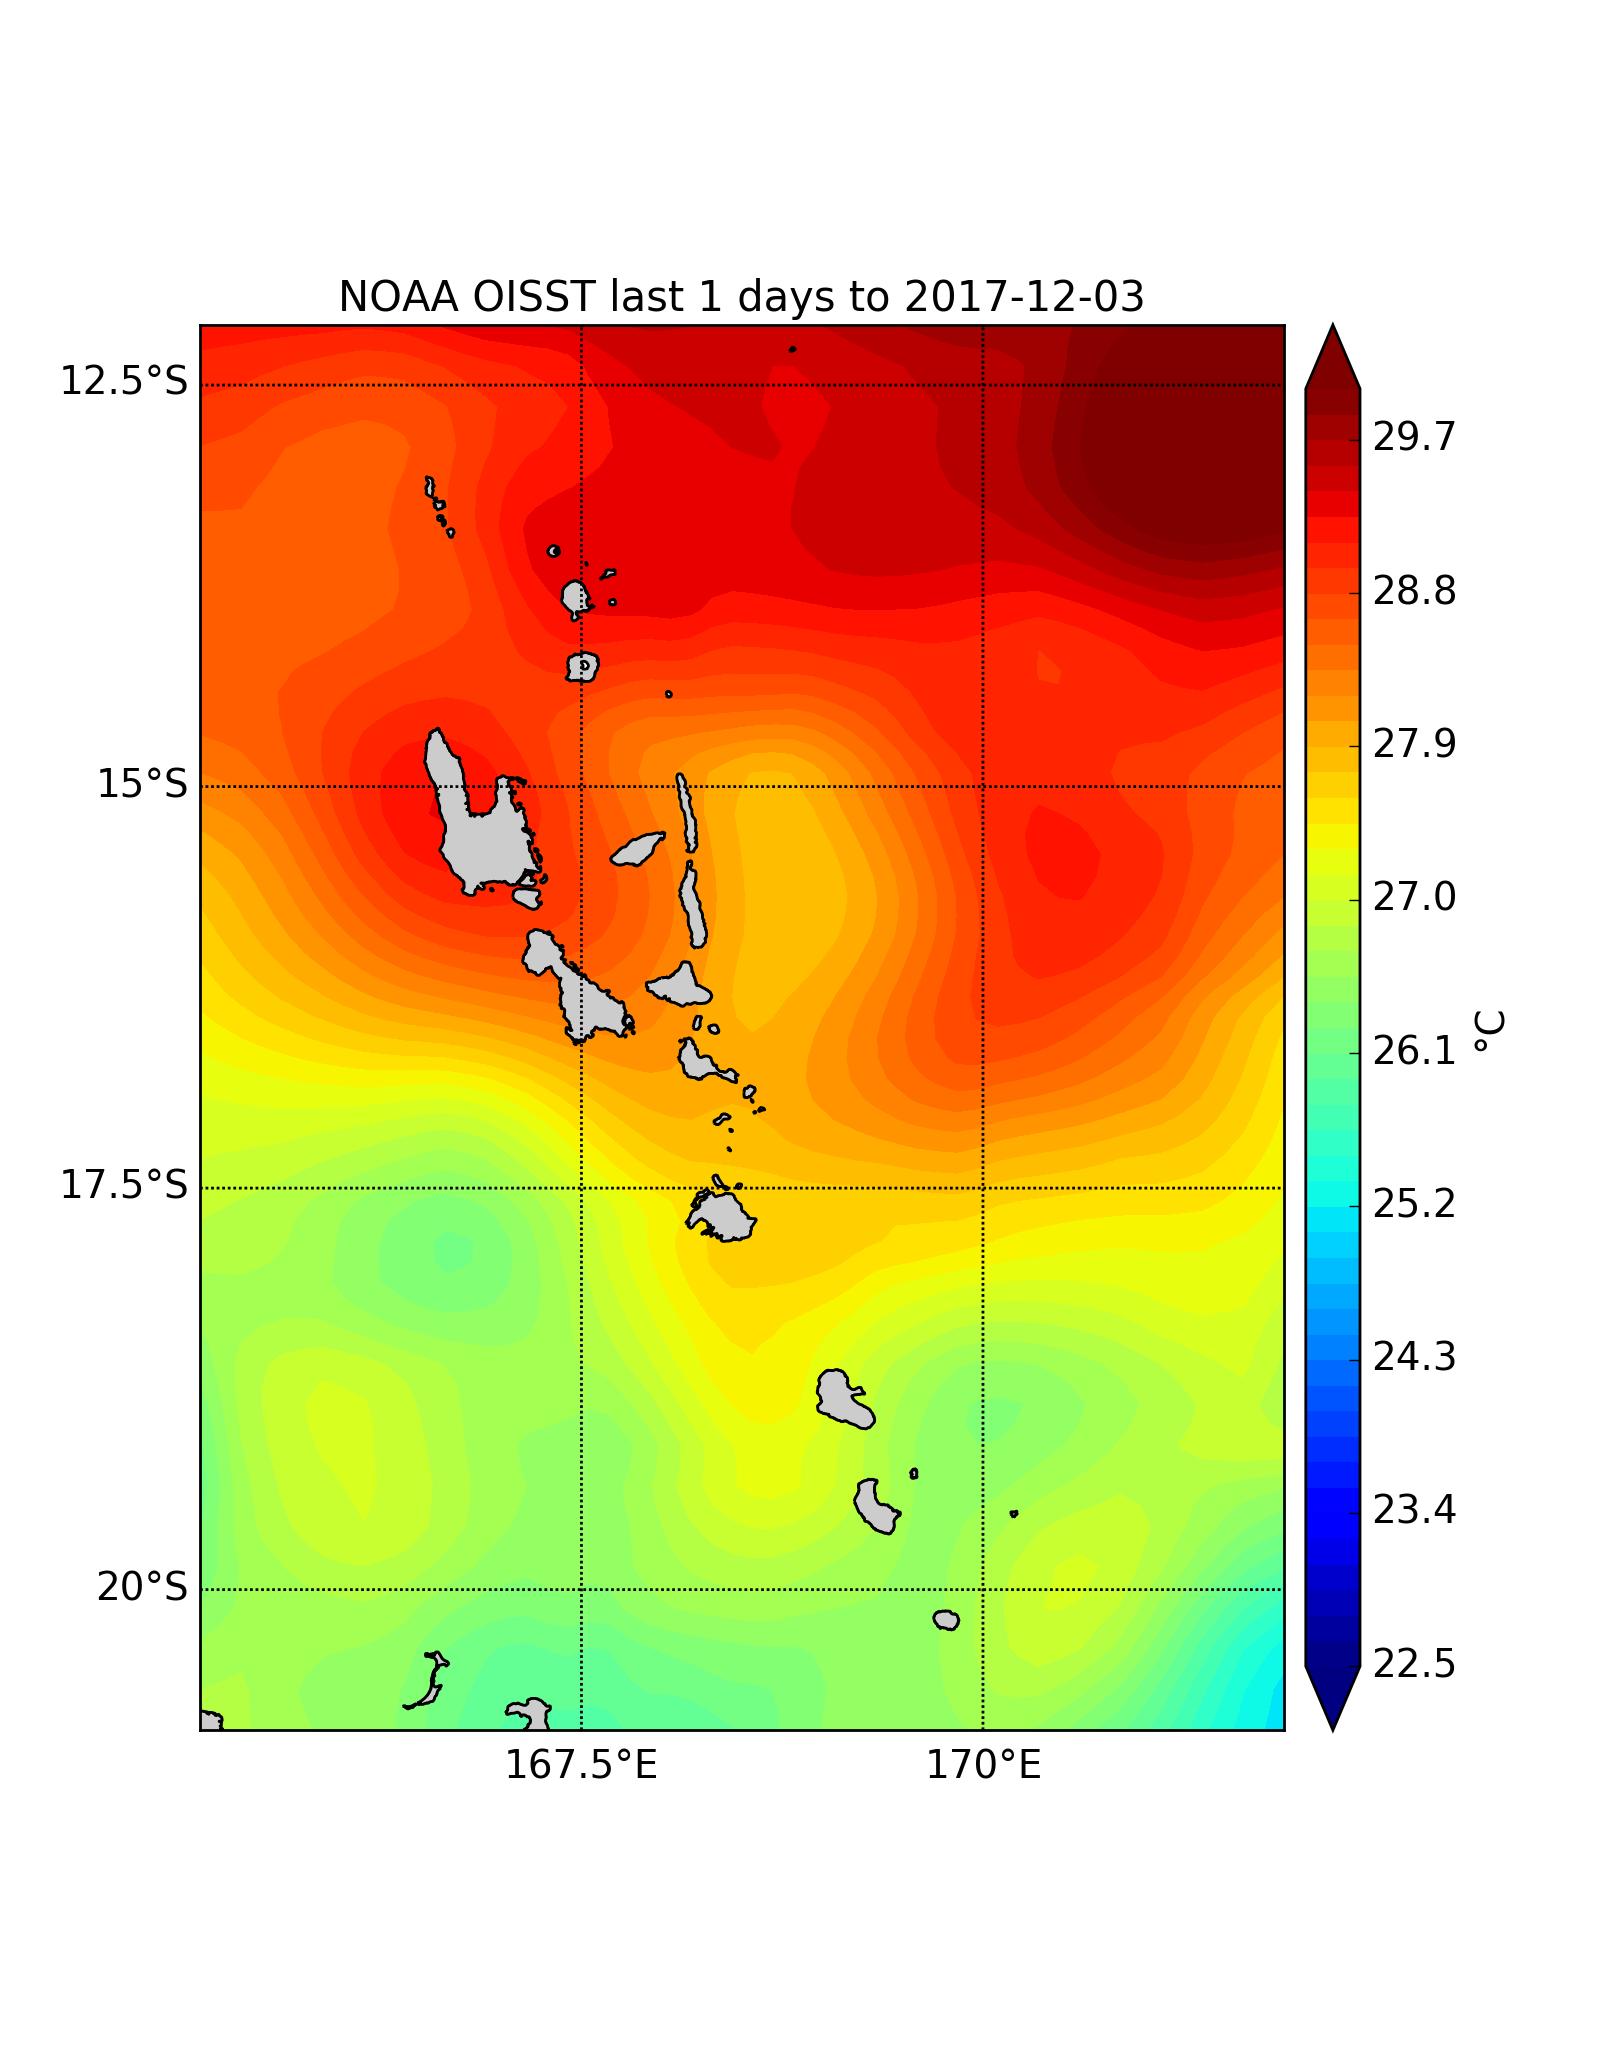 NOAA OISST last 1 days to 2017-12-03
12.5°S
15°S
17.5°S
20°S
167.5°E
170°E
29.7
28.8
27.9
27.0
26.1
25.2
24.3
23.4
22.5
°C